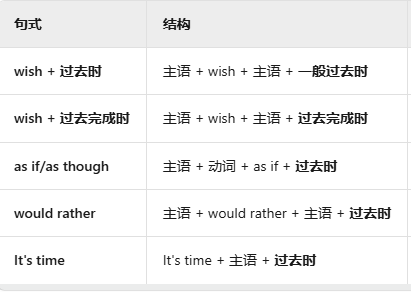 句式 结构
wish + 过去时 主语 + wish + 主语 + 一般过去时
wish + 过去完成时 主语 + wish + 主语 + 过去完成时
as if/as though 主语 + 动词 + as if + 过去时
would rather 主语 + would rather + 主语 + 过去时
It's time It's time + 主语 + 过去时